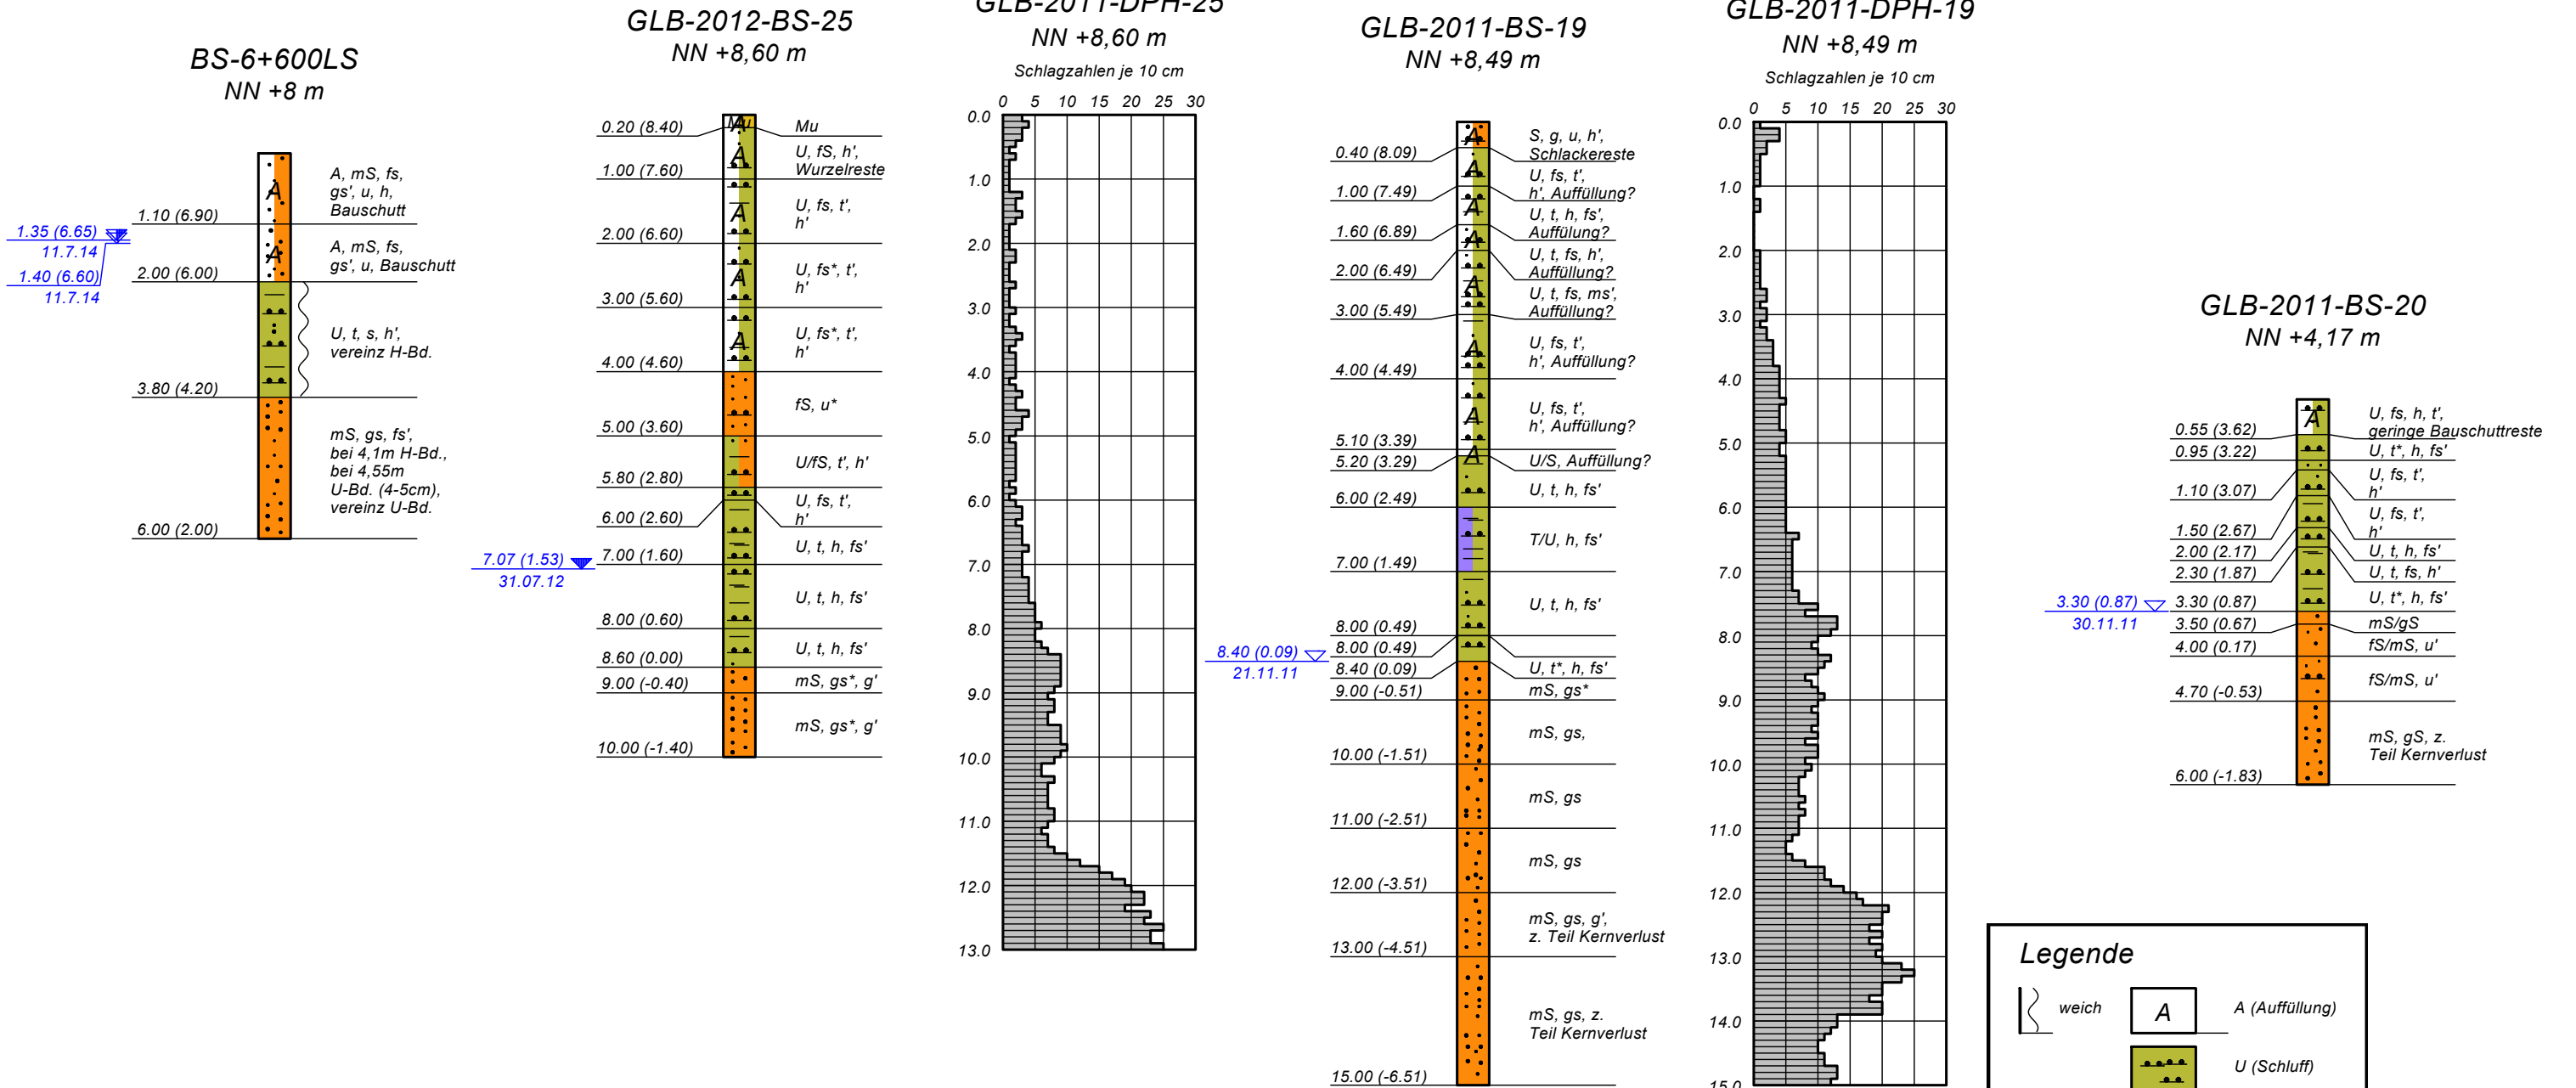 BS-6+600LS
NN +8 m
A, mS, fs,
gs', u, h,
Bauschutt
1.10 (6.90)
1.35 (6.65)
11.7.14
A, mS, fs,
gs', u, Bauschutt
1.40 (6.60)
11.7.14
2.00 (6.00)
U, t, s, h',
vereinz H-Bd.
3.80 (4.20)
mS, gs, fs',
bei 4,1m H-Bd.,
bei 4,55m
U-Bd. (4-5cm),
vereinz U-Bd.
6.00 (2.00)
A
A
GLB-2012-BS-25
NN +8,60 m
0.20 (8.40)
Mu
U, fS, h',
Wurzelreste
1.00 (7.60)
U, fs, t',
h'
2.00 (6.60)
U, fs*, t',
h'
3.00 (5.60)
U, fs*, t',
h'
4.00 (4.60)
fS, u*
5.00 (3.60)
U/fS, t', h'
5.80 (2.80)
U, fs, t',
h'
6.00 (2.60)
U, t, h, fs'
7.00 (1.60)
7.07 (1.53)
31.07.12
U, t, h, fs'
8.00 (0.60)
U, t, h, fs'
8.60 (0.00)
mS, gs*, g'
9.00 (-0.40)
mS, gs*, g'
10.00 (-1.40)
Mu
A
A
A
A
A
GLB-2011-DPH-25
NN +8,60 m
Schlagzahlen je 10 cm
0 5 10 15 20 25 30
0.0
1.0
2.0
3.0
4.0
5.0
6.0
7.0
8.0
9.0
10.0
11.0
12.0
13.0
GLB-2011-BS-19
NN +8,49 m
S, g, u, h',
Schlackereste
0.40 (8.09)
U, fs, t',
h', Auffüllung?
1.00 (7.49)
U, t, h, fs',
Auffülung?
1.60 (6.89)
U, t, fs, h',
Auffüllung?
2.00 (6.49)
U, t, fs, ms',
Auffüllung?
3.00 (5.49)
U, fs, t',
h', Auffüllung?
4.00 (4.49)
U, fs, t',
h', Auffüllung?
5.10 (3.39)
U/S, Auffüllung?
5.20 (3.29)
U, t, h, fs'
6.00 (2.49)
T/U, h, fs'
7.00 (1.49)
U, t, h, fs'
8.00 (0.49)
8.00 (0.49)
8.40 (0.09)
21.11.11
8.40 (0.09)
U, t*, h, fs'
9.00 (-0.51)
mS, gs*
mS, gs,
10.00 (-1.51)
mS, gs
11.00 (-2.51)
mS, gs
12.00 (-3.51)
mS, gs, g',
z. Teil Kernverlust
13.00 (-4.51)
mS, gs, z.
Teil Kernverlust
15.00 (-6.51)
A
A
A
A
A
A
A
A
GLB-2011-DPH-19
NN +8,49 m
Schlagzahlen je 10 cm
0 5 10 15 20 25 30
0.0
1.0
2.0
3.0
4.0
5.0
6.0
7.0
8.0
9.0
10.0
11.0
12.0
13.0
14.0
15.0
GLB-2011-BS-20
NN +4,17 m
A
U, fs, h, t',
geringe Bauschuttreste
0.55 (3.62)
U, t*, h, fs'
0.95 (3.22)
U, fs, t',
h'
1.10 (3.07)
U, fs, t',
h'
1.50 (2.67)
U, t, h, fs'
2.00 (2.17)
U, t, fs, h'
2.30 (1.87)
U, t*, h, fs'
3.30 (0.87)
30.11.11
3.30 (0.87)
mS/gS
3.50 (0.67)
fS/mS, u'
4.00 (0.17)
fS/mS, u'
4.70 (-0.53)
mS, gS, z.
Teil Kernverlust
6.00 (-1.83)
Legende
weich
A
A (Auffüllung)
U (Schluff)